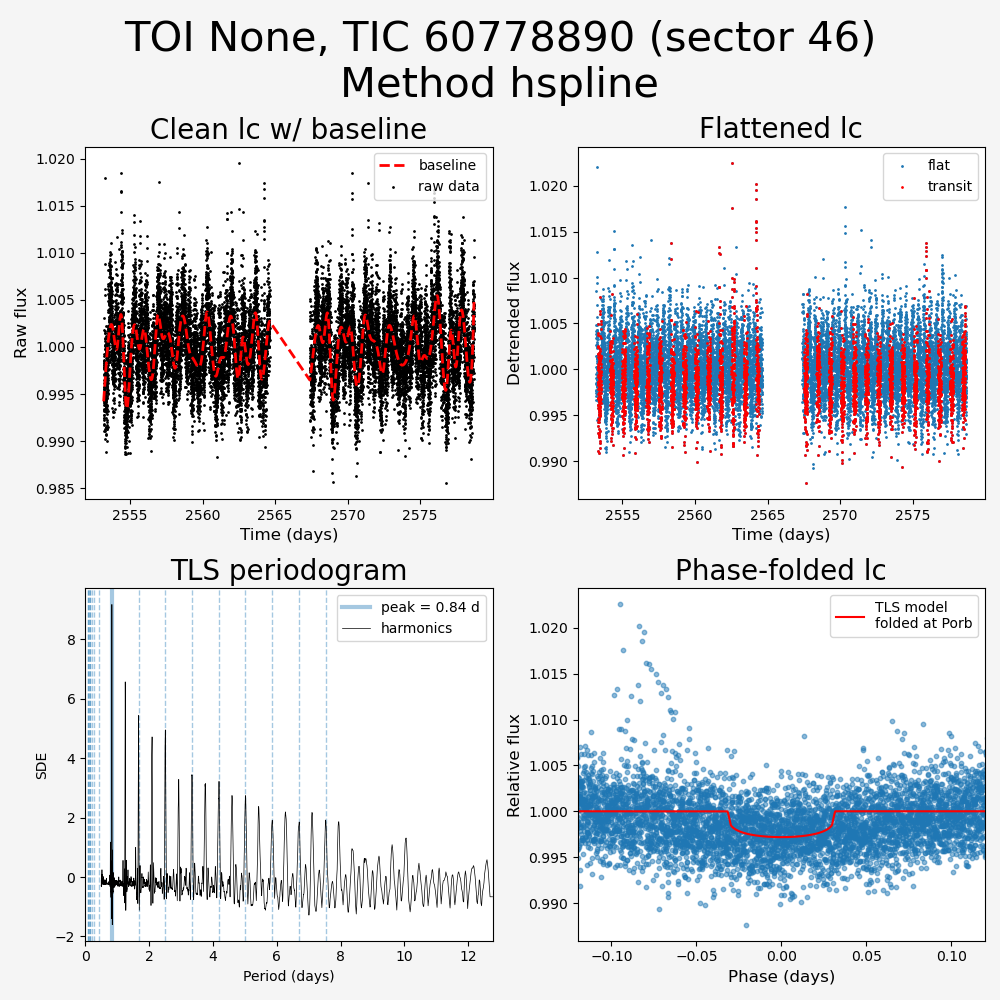 TOI None, TIC 60778890 (sector 46)
Method hspline
Clean lc w/ baseline
Raw flux
1.020
1.015
1.010
1.005
1.000
0.995
0.990
0.985
baseline
raw data
2555
2560
2565
2570
2575
Time (days)
Flattened lc
Detrended flux
1.020
1.015
1.010
1.005
1.000
0.995
0.990
flat
transit
2555
2560
2565
2570
2575
Time (days)
TLS periodogram
SDE
8
6
4
2
0
−2
peak = 0.84 d
harmonics
0
2
4
6
8
10
12
Period (days)
Phase-folded lc
Relative flux
1.020
1.015
1.010
1.005
1.000
0.995
0.990
TLS model
folded at Porb
−0.10
−0.05
0.00
0.05
0.10
Phase (days)